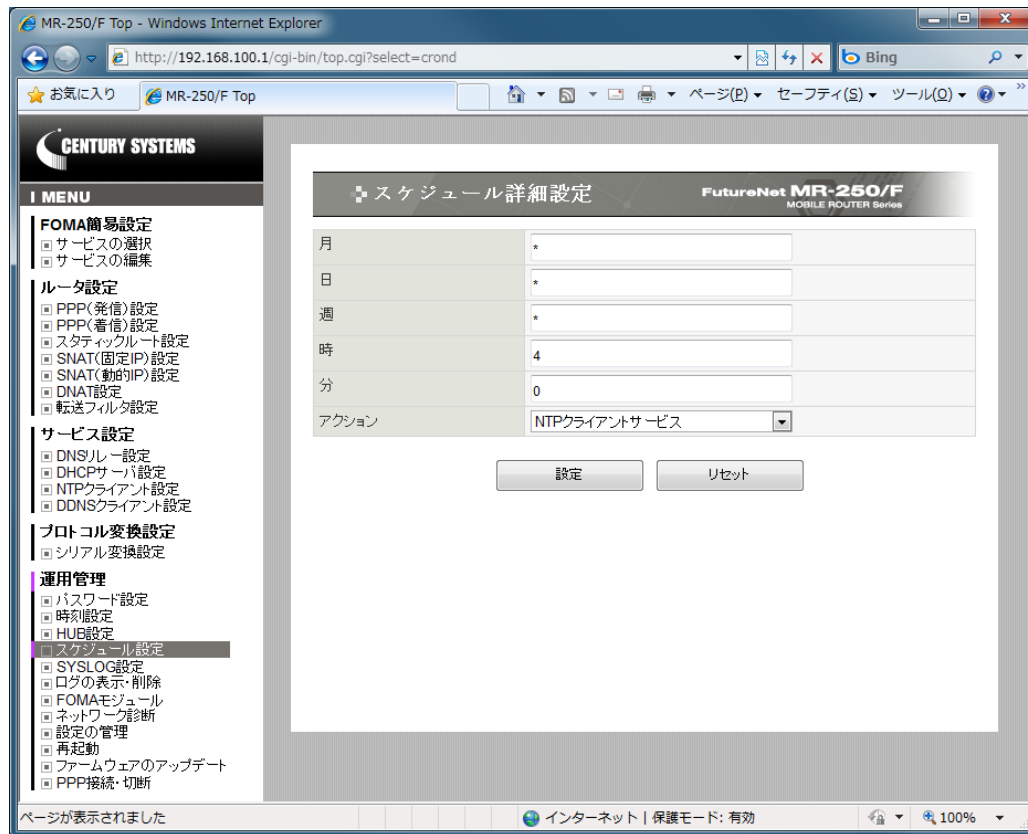 MR-250/F Top - Windows Internet Explorer
http://192.168.100.1/cgi-bin/top.cgi?select=crond
Bing
お気に入り
MR-250/F Top
ページ(P)
セーフティ(S)
ツール(O)
CENTURY SYSTEMS
MENU
FOMA簡易設定
サービスの選択
サービスの編集
ルータ設定
PPP(発信)設定
PPP(着信)設定
スタティックルート設定
SNAT(固定IP)設定
SNAT(動的IP)設定
DNAT設定
転送フィルタ設定
サービス設定
DNSリレー設定
DHCPサーバ設定
NTPクライアント設定
DDNSクライアント設定
プロトコル変換設定
シリアル変換設定
運用管理
パスワード設定
時刻設定
HUB設定
スケジュール設定
SYSLOG設定
ログの表示・削除
FOMAモジュール
ネットワーク診断
設定の管理
再起動
ファームウェアのアップデート
PPP接続・切断
スケジュール詳細設定
FutureNet MR-250/F
MOBILE ROUTER Series
月 *
日 *
週 *
時 4
分 0
アクション NTPクライアントサービス
設定 リセット
ページが表示されました
インターネット | 保護モード: 有効
100%